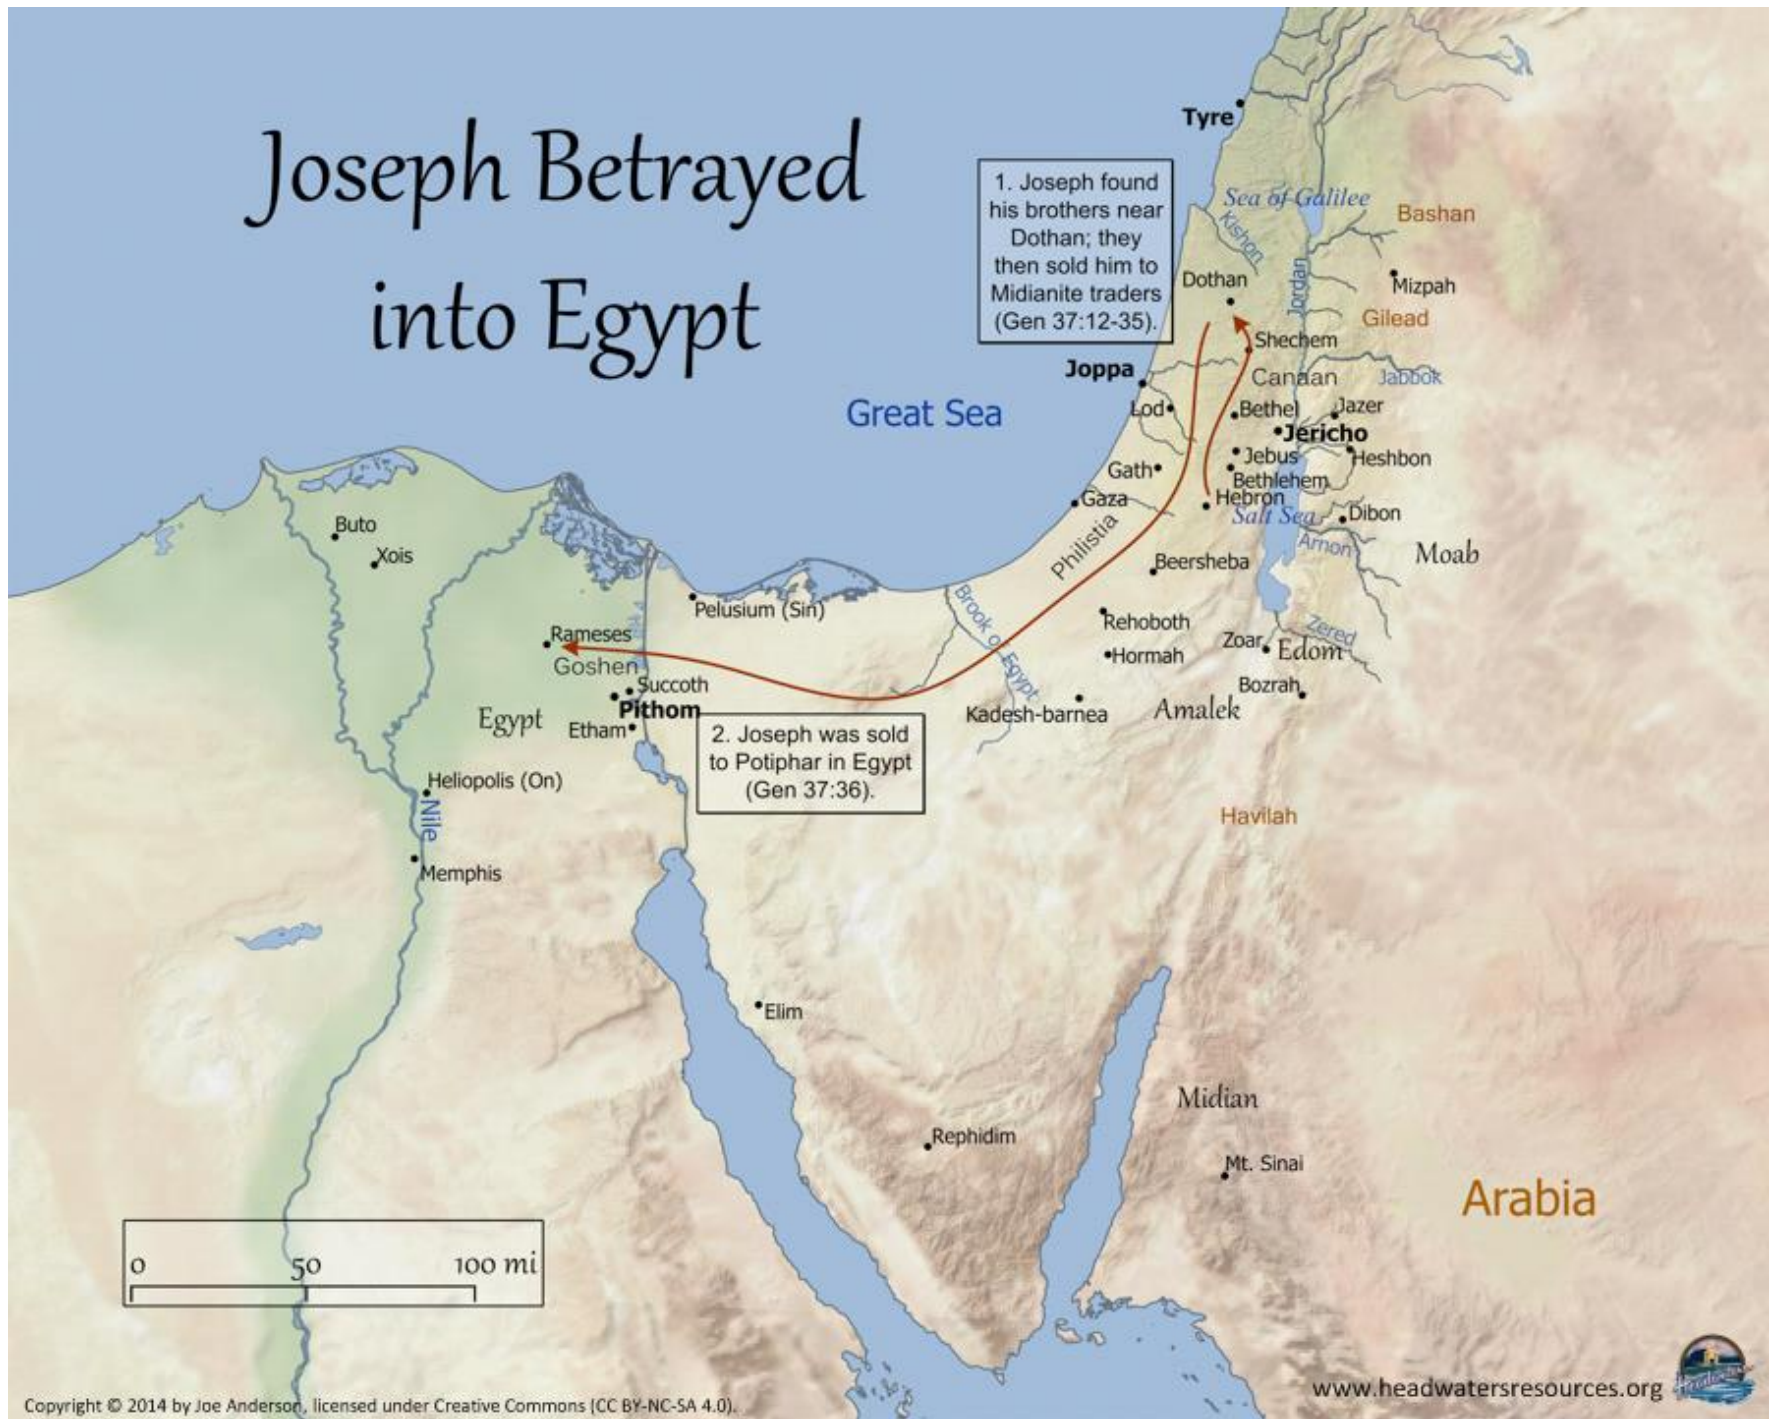 Joseph Betrayed
into Egypt
1. Joseph found
his brothers near
Dothan; they
then sold him to
Midianite traders
(Gen 37:12-35).
Tyre
Sea of Galilee
Bashan
Kishon
Dothan
Jordan
Mizpah
Gilead
Shechem
Joppa
Canaan
Jabbok
Great Sea
Lod
Bethel
Jazer
Jericho
Jebus
Heshbon
Gath
Bethlehem
Gaza
Hebron
Salt Sea
Dibon
Arnon
Moab
Philistia
Beersheba
Buto
Xois
Pelusium (Sin)
Brook of Egypt
Rehoboth
Rameses
Zoar
Zered
Edom
Hormah
Goshen
Succoth
Bozrah
Pithom
Kadesh-barnea
Amalek
Egypt
Etham
2. Joseph was sold
to Potiphar in Egypt
(Gen 37:36).
Heliopolis (On)
Nile
Havilah
Memphis
Elim
Midian
Rephidim
Mt. Sinai
Arabia
0 50 100 mi
www.headwatersresources.org
Copyright © 2014 by Joe Anderson, licensed under Creative Commons (CC BY-NC-SA 4.0).